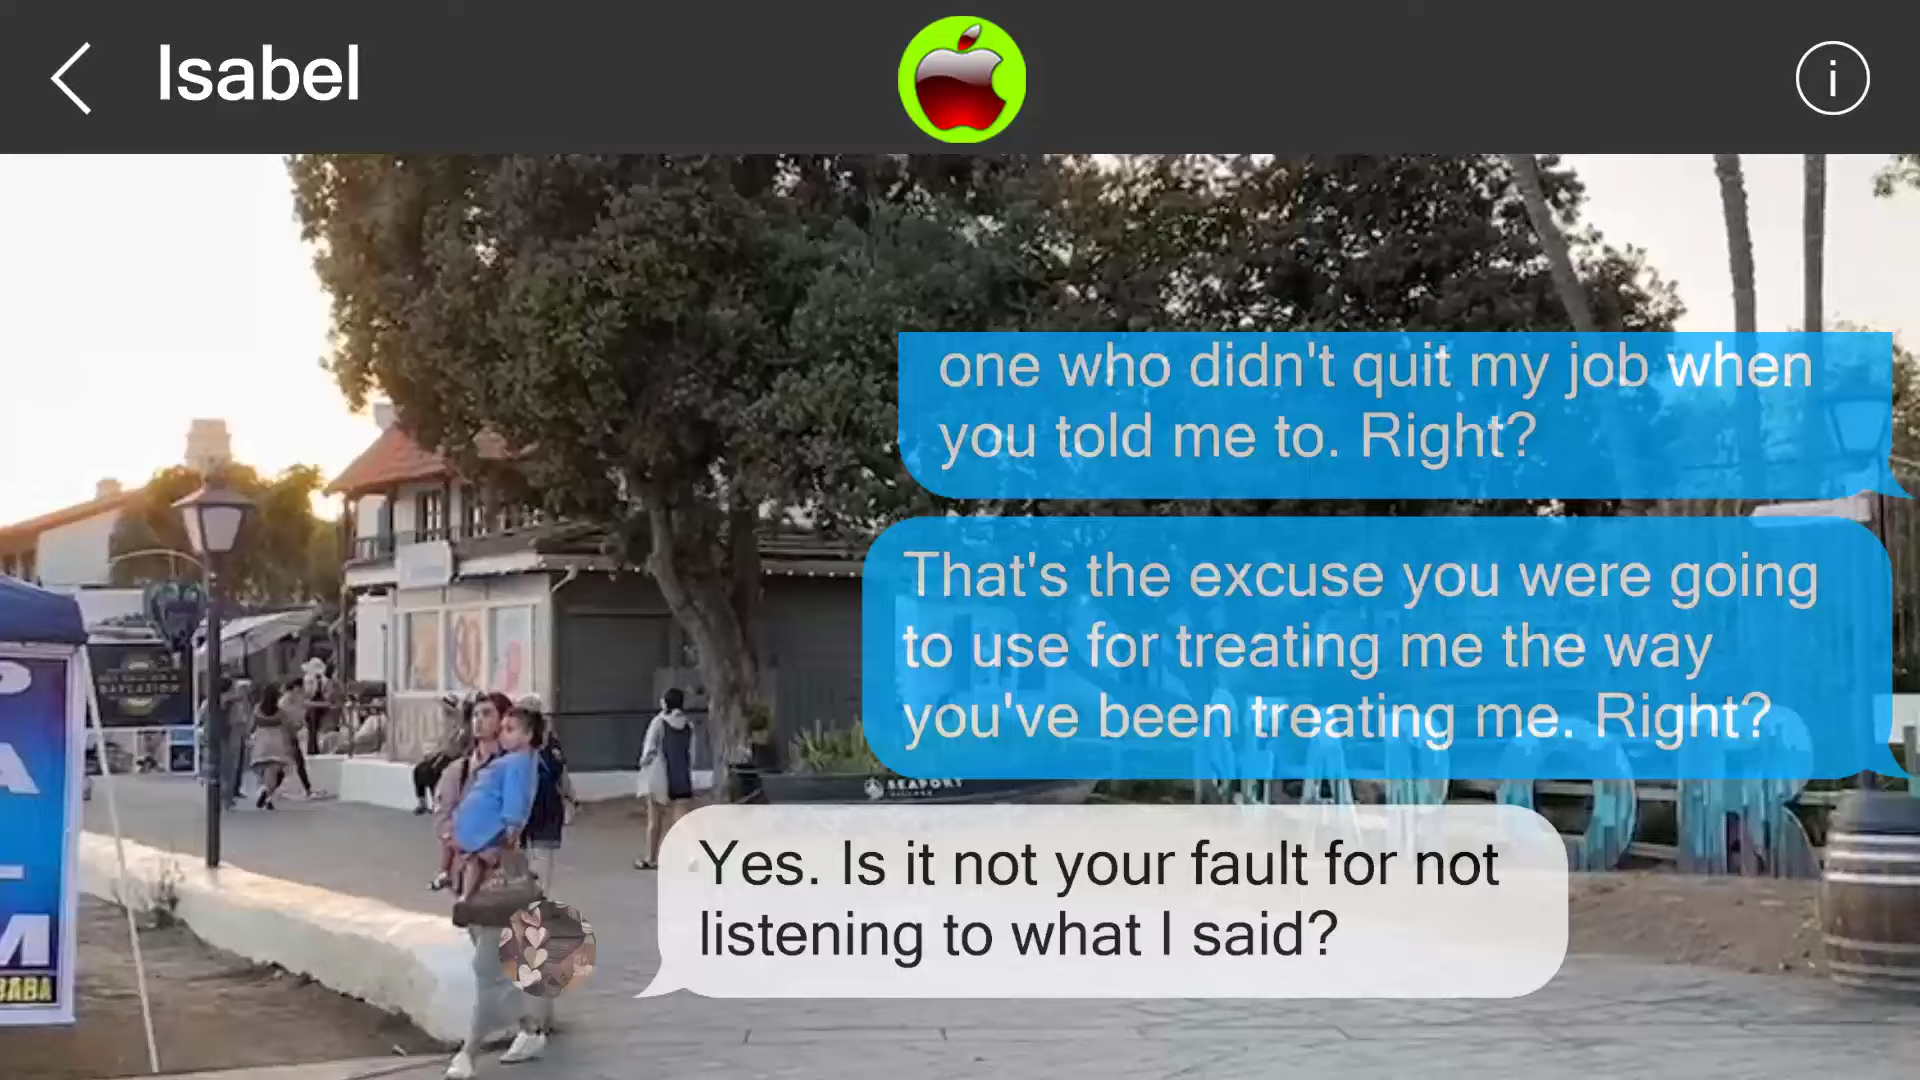 Isabel
i
one who didn't quit my job when
you told me to. Right?
That's the excuse you were going
to use for treating me the way
you've been treating me. Right?
SEAPORT
Yes. Is it not your fault for not
listening to what I said?
P
A
M
BABA